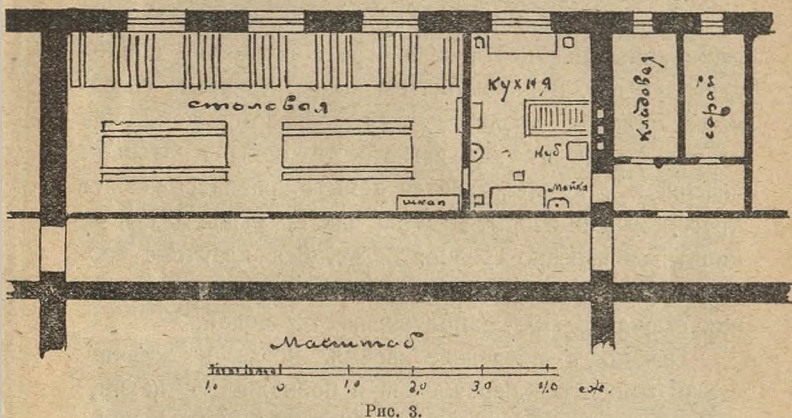 столовая
кухня
кладовая
сарай
куб
мойка
шкап
Масштаб
1,0 0 1,0 2,0 3,0 4,0 саж.
Рис. 3.